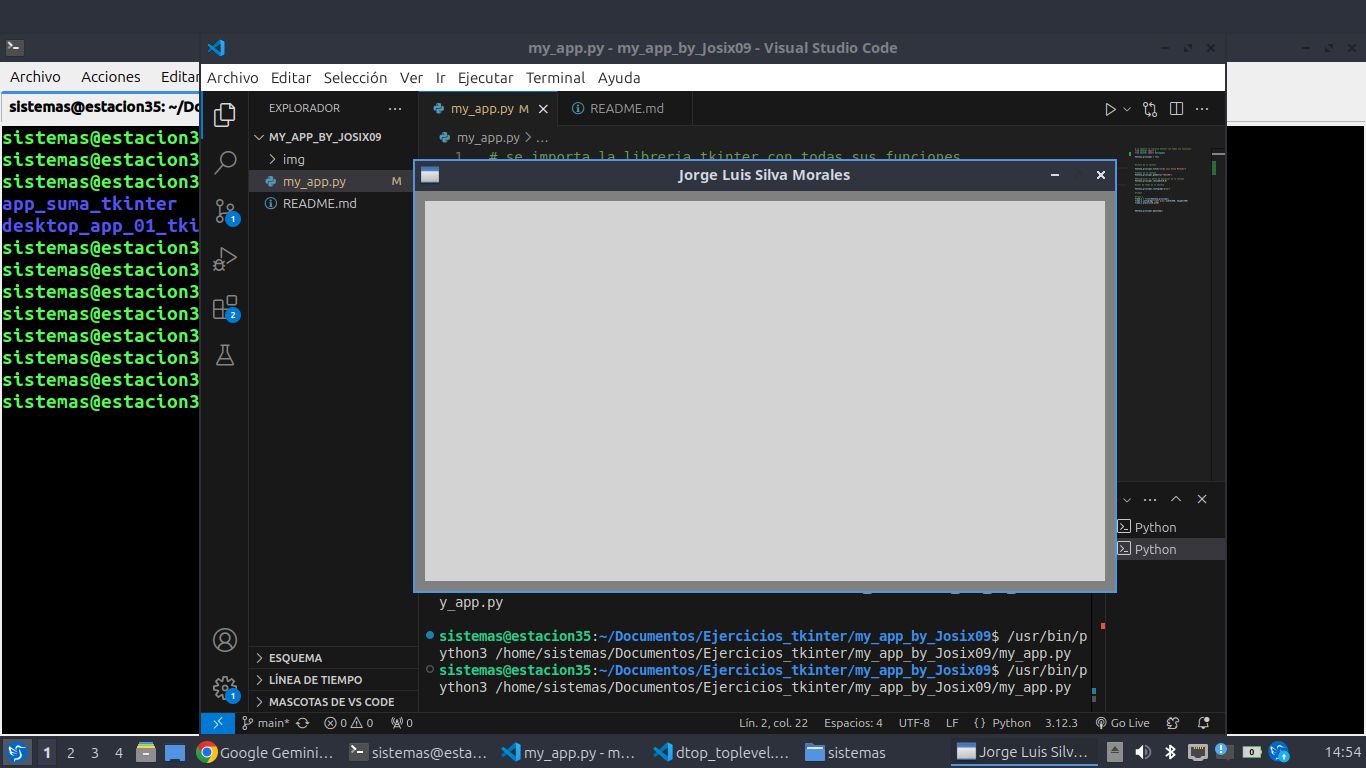 my_app.py - my_app_by_Josix09 - Visual Studio Code
Archivo Acciones Editar
sistemas@estacion35: ~/Do
sistemas@estacion3
sistemas@estacion3
sistemas@estacion3
app_suma_tkinter
desktop_app_01_tki
sistemas@estacion3
sistemas@estacion3
sistemas@estacion3
sistemas@estacion3
sistemas@estacion3
sistemas@estacion3
sistemas@estacion3
sistemas@estacion3
Archivo Editar Selección Ver Ir Ejecutar Terminal Ayuda
EXPLORADOR
MY_APP_BY_JOSIX09
img
my_app.py M
README.md
my_app.py M
README.md
my_app.py > ...
1 # se importa la libreria tkinter con todas sus funciones
Jorge Luis Silva Morales
1
2
1
Python
Python
y_app.py
sistemas@estacion35:~/Documentos/Ejercicios_tkinter/my_app_by_Josix09$ /usr/bin/p
ython3 /home/sistemas/Documentos/Ejercicios_tkinter/my_app_by_Josix09/my_app.py
sistemas@estacion35:~/Documentos/Ejercicios_tkinter/my_app_by_Josix09$ /usr/bin/p
ython3 /home/sistemas/Documentos/Ejercicios_tkinter/my_app_by_Josix09/my_app.py
ESQUEMA
LÍNEA DE TIEMPO
MASCOTAS DE VS CODE
main* 0 0 0 Lín. 2, col. 22 Espacios: 4 UTF-8 LF {} Python 3.12.3 Go Live
1 2 3 4 Google Gemini... sistemas@esta... my_app.py - m... dtop_toplevel.... sistemas Jorge Luis Silv... 0 14:54